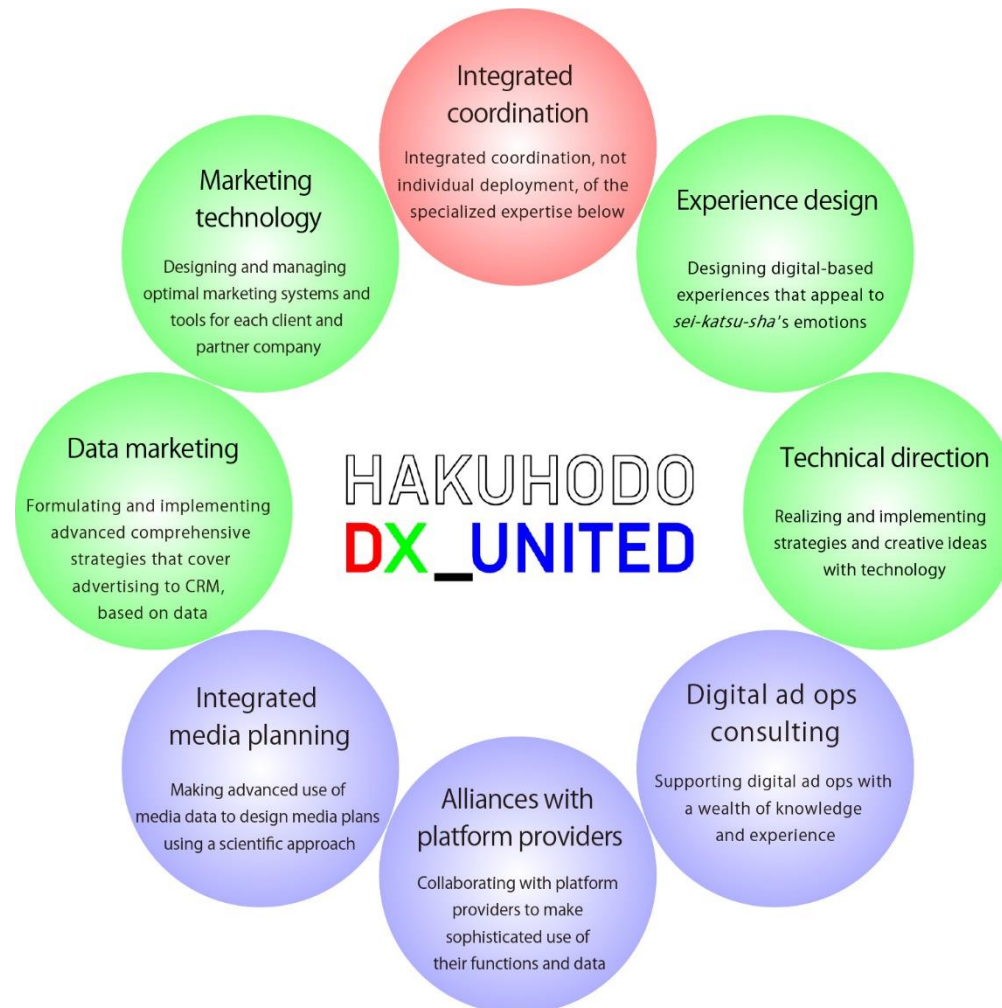 Integrated
coordination
Integrated coordination, not
individual deployment, of the
specialized expertise below
Experience design
Designing digital-based
experiences that appeal to
sei-katsu-sha's emotions
Technical direction
Realizing and implementing
strategies and creative ideas
with technology
Digital ad ops
consulting
Supporting digital ad ops with
a wealth of knowledge
and experience
Alliances with
platform providers
Collaborating with platform
providers to make
sophisticated use of
their functions and data
Integrated
media planning
Making advanced use of
media data to design media plans
using a scientific approach
Data marketing
Formulating and implementing
advanced comprehensive
strategies that cover
advertising to CRM,
based on data
Marketing
technology
Designing and managing
optimal marketing systems and
tools for each client and
partner company
HAKUHODO
DX_UNITED